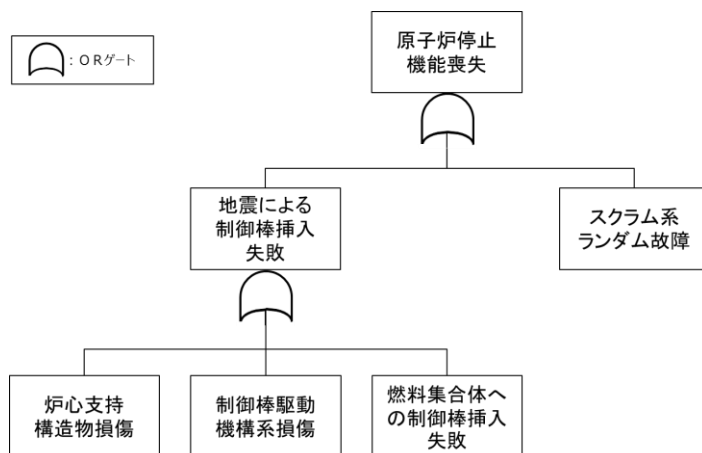 :ORゲート
原子炉停止
機能喪失
地震による
制御棒挿入
失敗
スクラム系
ランダム故障
炉心支持
構造物損傷
制御棒駆動
機構系損傷
燃料集合体へ
の制御棒挿入
失敗